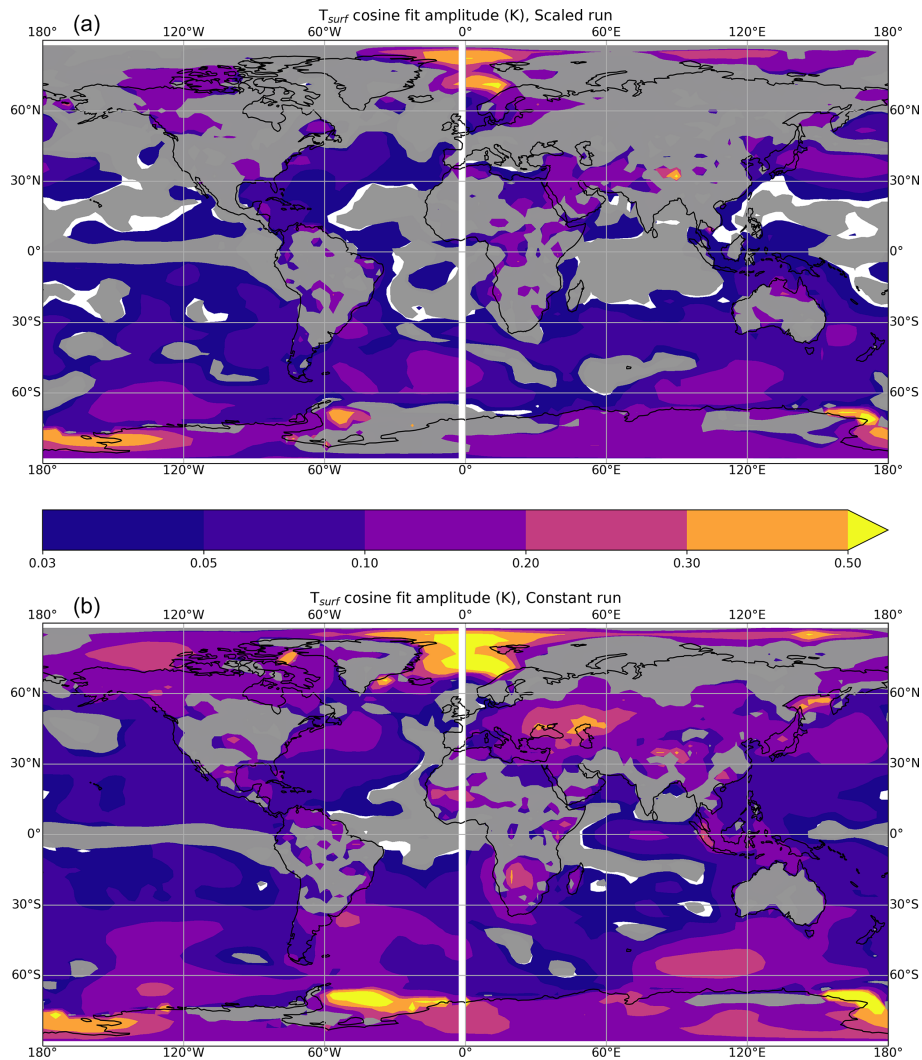 T_surf cosine fit amplitude (K), Scaled run
(a)
180° 120°W 60°W 0° 60°E 120°E 180°
60°N 60°N
30°N 30°N
0° 0°
30°S 30°S
60°S 60°S
180° 120°W 60°W 0° 60°E 120°E 180°
0.03 0.05 0.10 0.20 0.30 0.50
T_surf cosine fit amplitude (K), Constant run
(b)
180° 120°W 60°W 0° 60°E 120°E 180°
60°N 60°N
30°N 30°N
0° 0°
30°S 30°S
60°S 60°S
180° 120°W 60°W 0° 60°E 120°E 180°